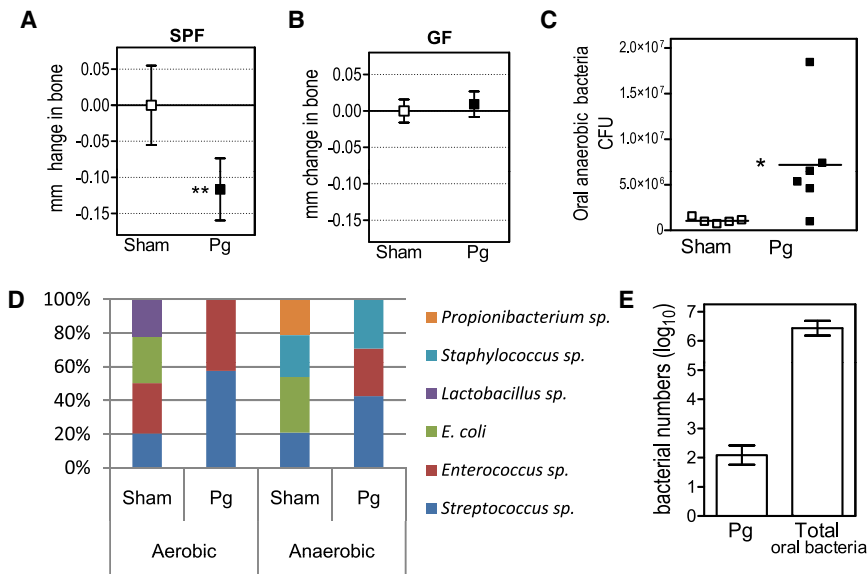 A
SPF
mm hange in bone
0.05
0.00
-0.05
-0.10
-0.15
**
Sham
Pg
B
GF
mm change in bone
0.05
0.00
-0.05
-0.10
-0.15
Sham
Pg
C
Oral anaerobic bacteria
CFU
2.0×10⁷
1.5×10⁷
1.0×10⁷
5.0×10⁶
0
*
Sham
Pg
D
100%
80%
60%
40%
20%
0%
Sham
Pg
Sham
Pg
Aerobic
Anaerobic
Propionibacterium sp.
Staphylococcus sp.
Lactobacillus sp.
E. coli
Enterococcus sp.
Streptococcus sp.
E
bacterial numbers (log₁₀)
7
6
5
4
3
2
1
0
Pg
Total
oral bacteria